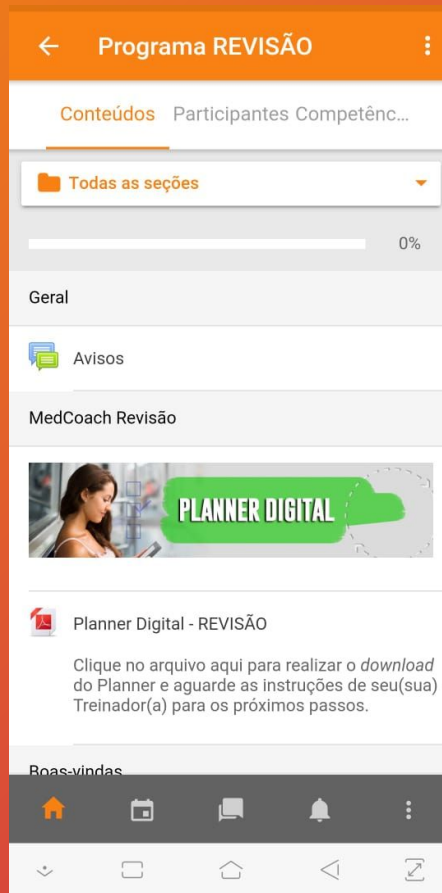 Programa REVISÃO
Conteúdos Participantes Competênc...
Todas as seções
0%
Geral
Avisos
MedCoach Revisão
PLANNER DIGITAL
Planner Digital - REVISÃO
Clique no arquivo aqui para realizar o download
do Planner e aguarde as instruções de seu(sua)
Treinador(a) para os próximos passos.
Boas-vindas